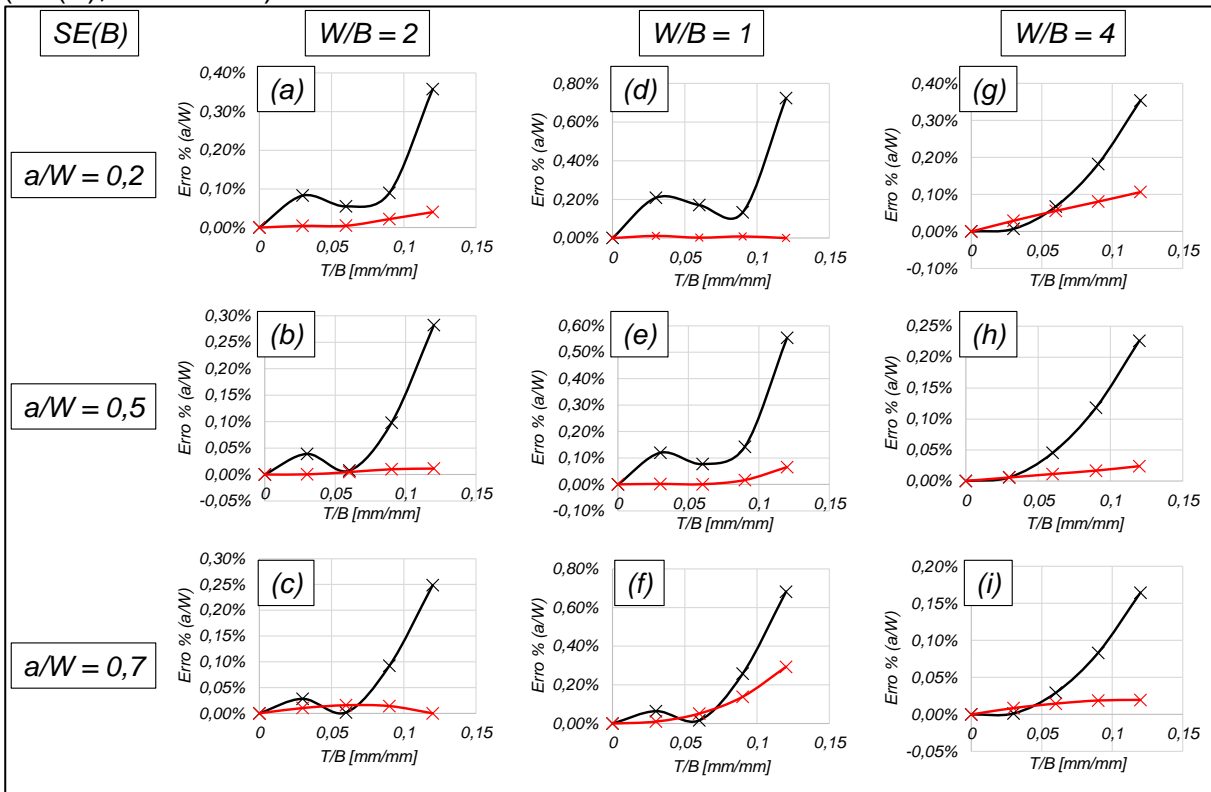 SE(B)
W/B = 2
W/B = 1
W/B = 4
a/W = 0,2
(a)
Erro % (a/W)
0,40%
0,30%
0,20%
0,10%
0,00%
0 0,05 0,1 0,15
T/B [mm/mm]
(d)
Erro % (a/W)
0,80%
0,60%
0,40%
0,20%
0,00%
0 0,05 0,1 0,15
T/B [mm/mm]
(g)
Erro % (a/W)
0,40%
0,30%
0,20%
0,10%
0,00%
-0,10%
0 0,05 0,1 0,15
T/B [mm/mm]
a/W = 0,5
(b)
Erro % (a/W)
0,30%
0,25%
0,20%
0,15%
0,10%
0,05%
0,00%
-0,05%
0 0,05 0,1 0,15
T/B [mm/mm]
(e)
Erro % (a/W)
0,60%
0,50%
0,40%
0,30%
0,20%
0,10%
0,00%
-0,10%
0 0,05 0,1 0,15
T/B [mm/mm]
(h)
Erro % (a/W)
0,25%
0,20%
0,15%
0,10%
0,05%
0,00%
0 0,05 0,1 0,15
T/B [mm/mm]
a/W = 0,7
(c)
Erro % (a/W)
0,30%
0,25%
0,20%
0,15%
0,10%
0,05%
0,00%
0 0,05 0,1 0,15
T/B [mm/mm]
(f)
Erro % (a/W)
0,80%
0,60%
0,40%
0,20%
0,00%
0 0,05 0,1 0,15
T/B [mm/mm]
(i)
Erro % (a/W)
0,20%
0,15%
0,10%
0,05%
0,00%
-0,05%
0 0,05 0,1 0,15
T/B [mm/mm]